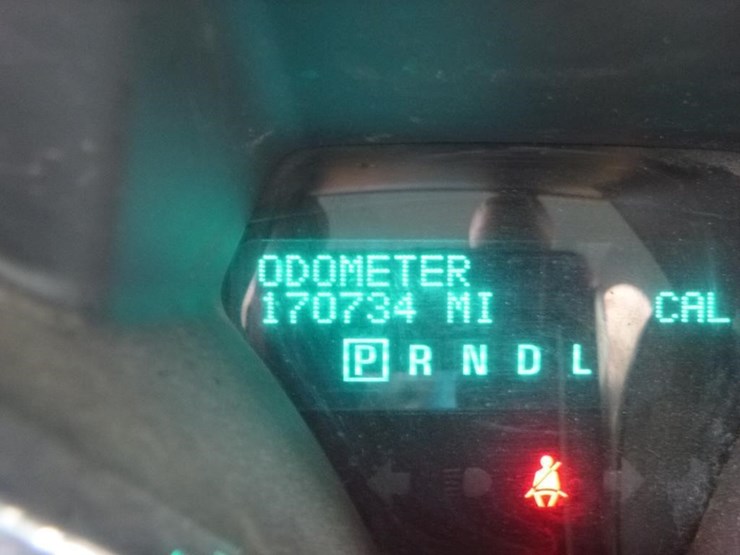 ODOMETER
170734 MI CAL
P R N D L